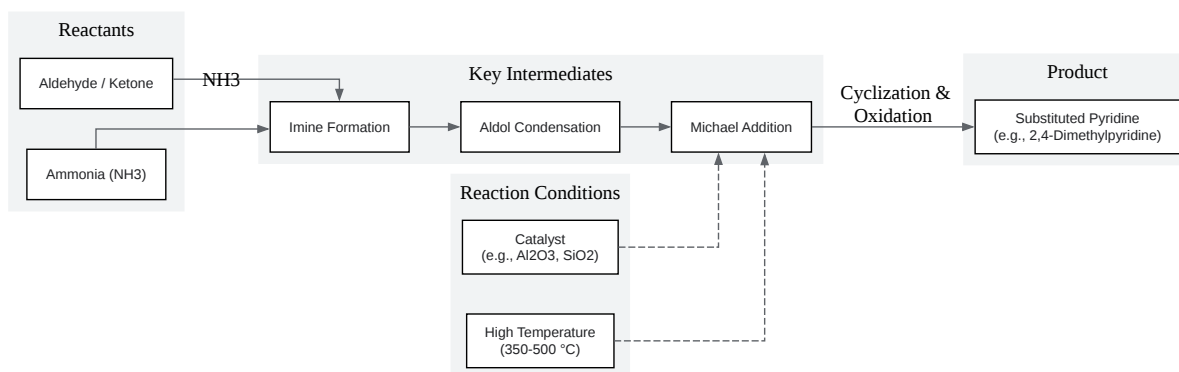 Reactants
Aldehyde / Ketone
Ammonia (NH3)
NH3
Key Intermediates
Imine Formation
Aldol Condensation
Michael Addition
Reaction Conditions
Catalyst
(e.g., Al2O3, SiO2)
High Temperature
(350-500 °C)
Cyclization &
Oxidation
Product
Substituted Pyridine
(e.g., 2,4-Dimethylpyridine)